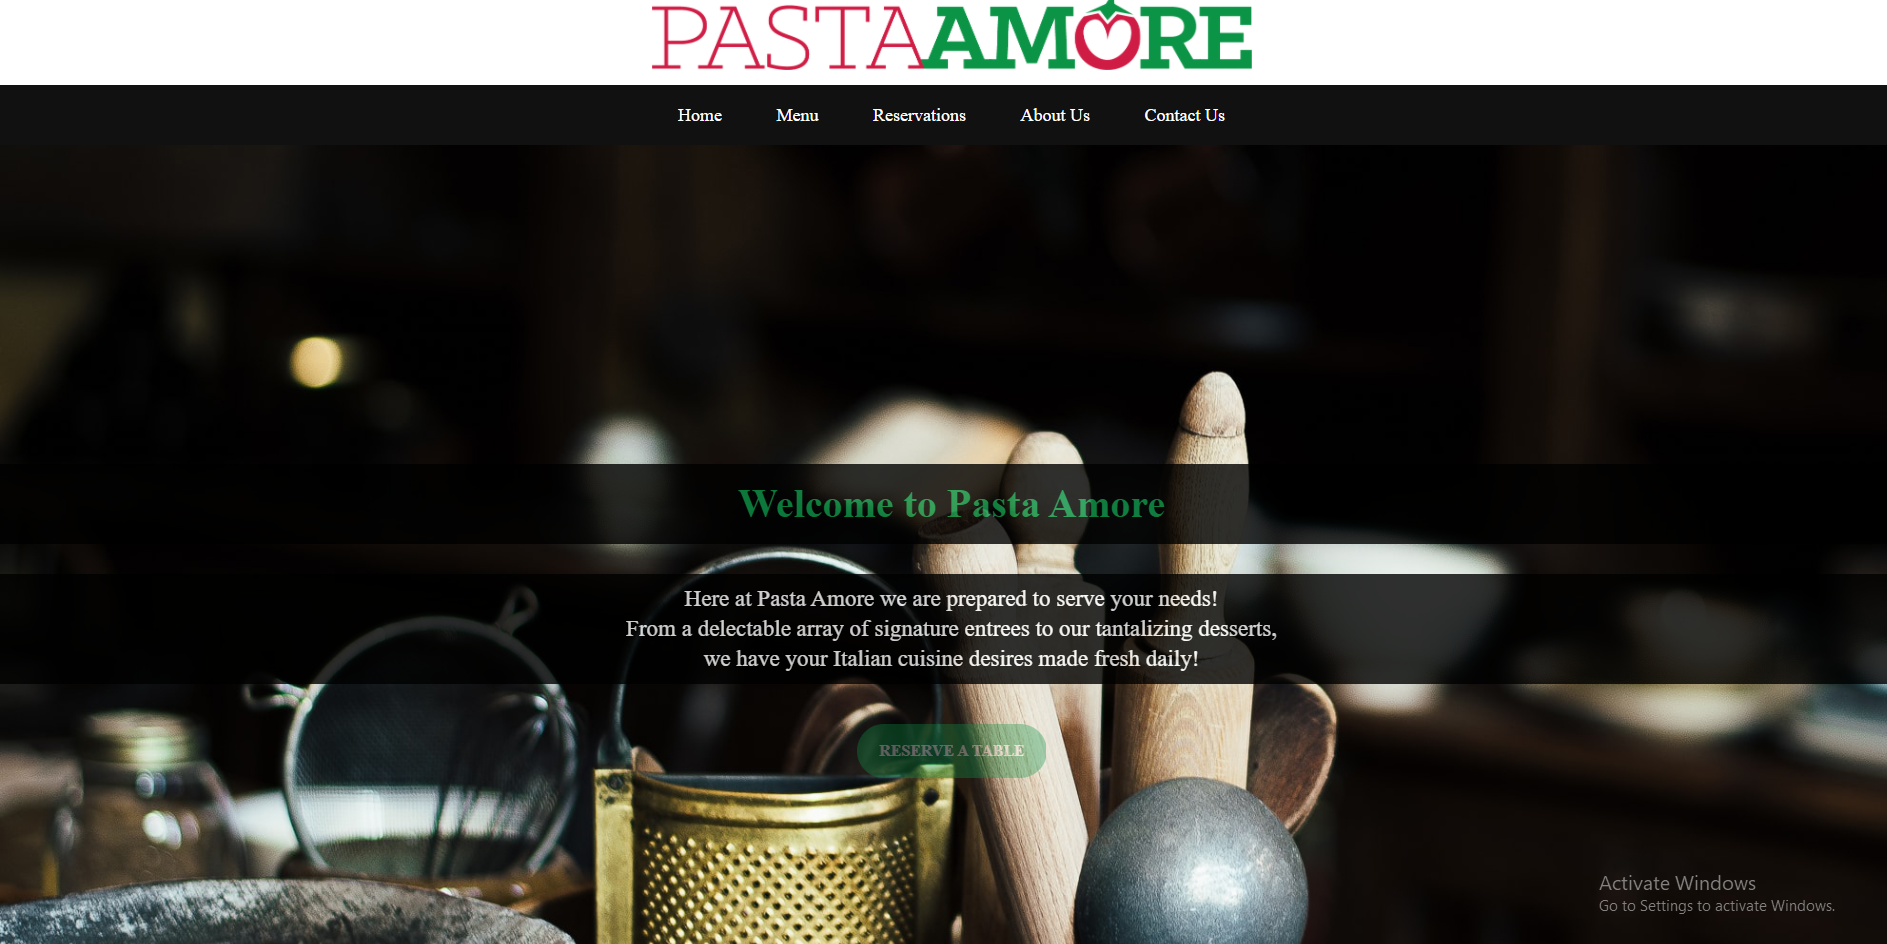 PASTAAMORE
Home Menu Reservations About Us Contact Us
Welcome to Pasta Amore
Here at Pasta Amore we are prepared to serve your needs!
From a delectable array of signature entrees to our tantalizing desserts,
we have your Italian cuisine desires made fresh daily!
RESERVE A TABLE
Activate Windows
Go to Settings to activate Windows.